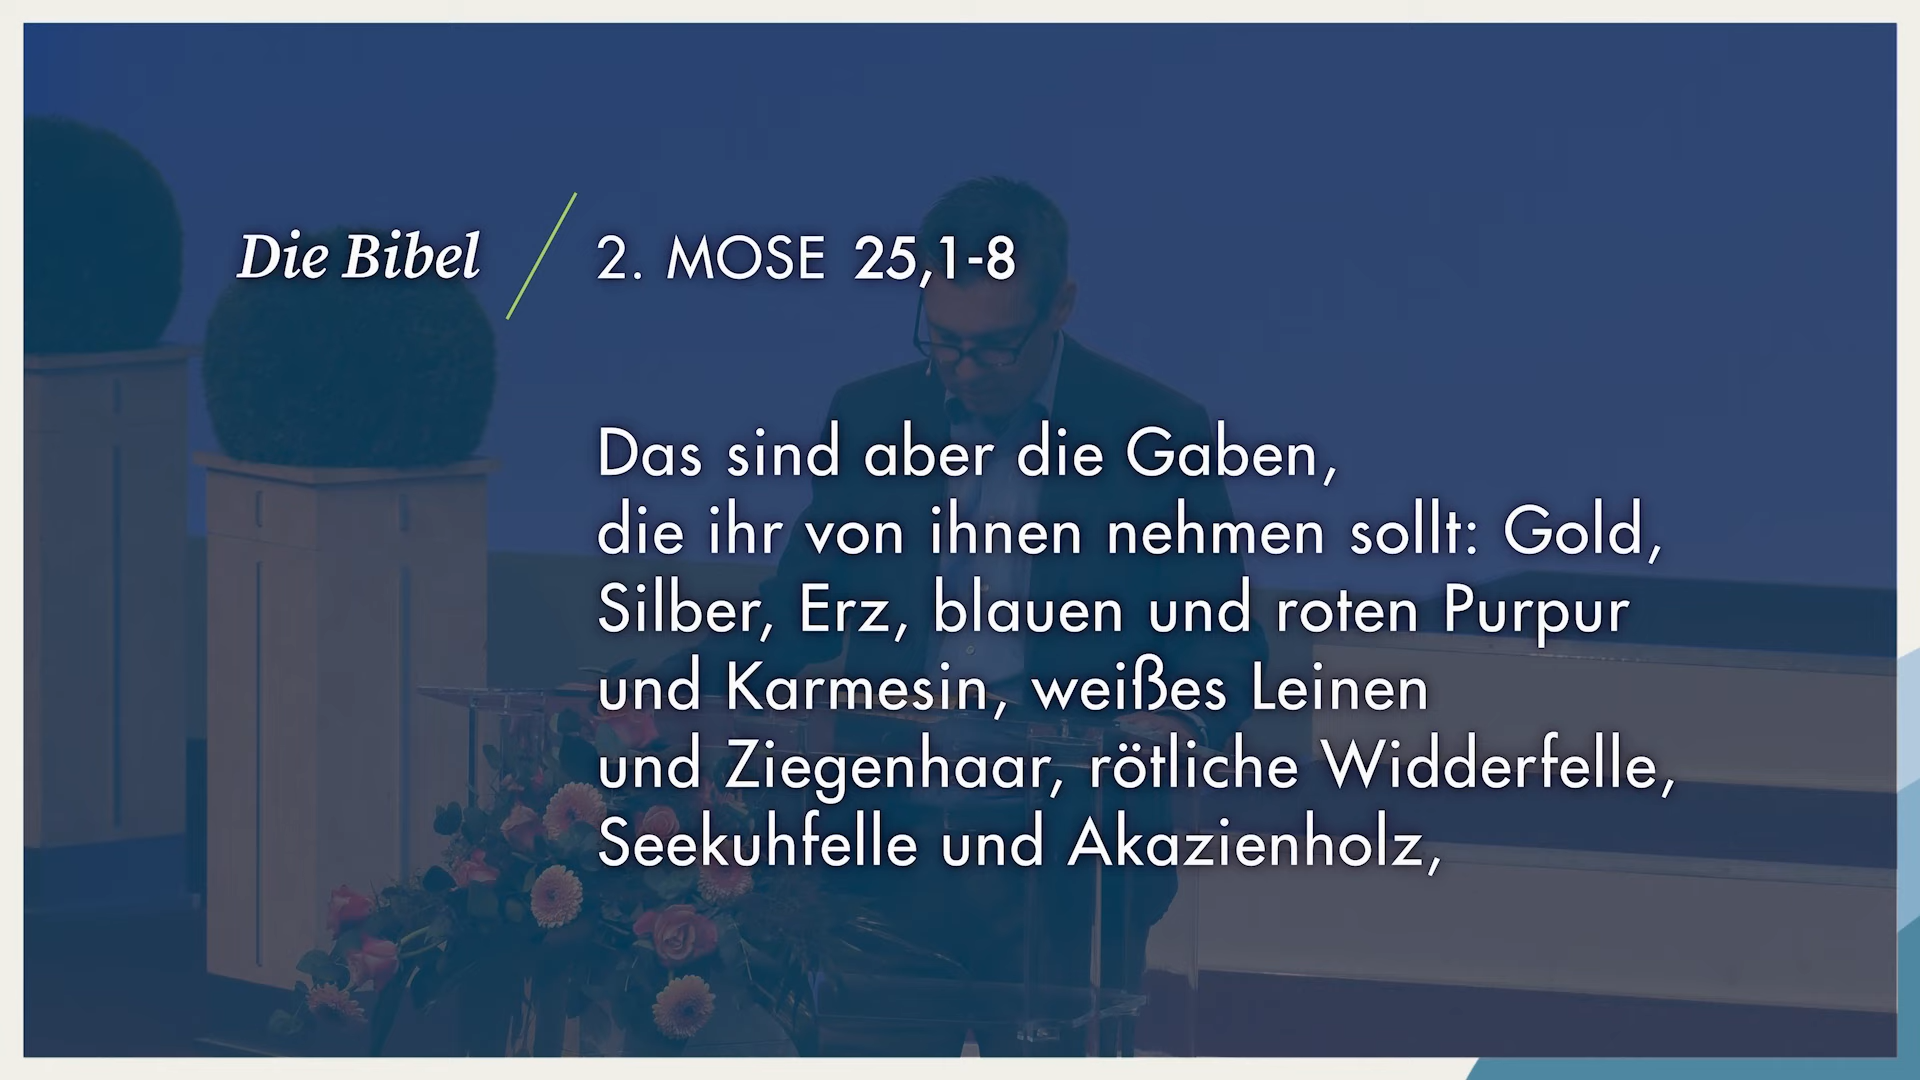 Die Bibel / 2. MOSE 25,1-8
Das sind aber die Gaben,
die ihr von ihnen nehmen sollt: Gold,
Silber, Erz, blauen und roten Purpur
und Karmesin, weißes Leinen
und Ziegenhaar, rötliche Widderfelle,
Seekuhfelle und Akazienholz,